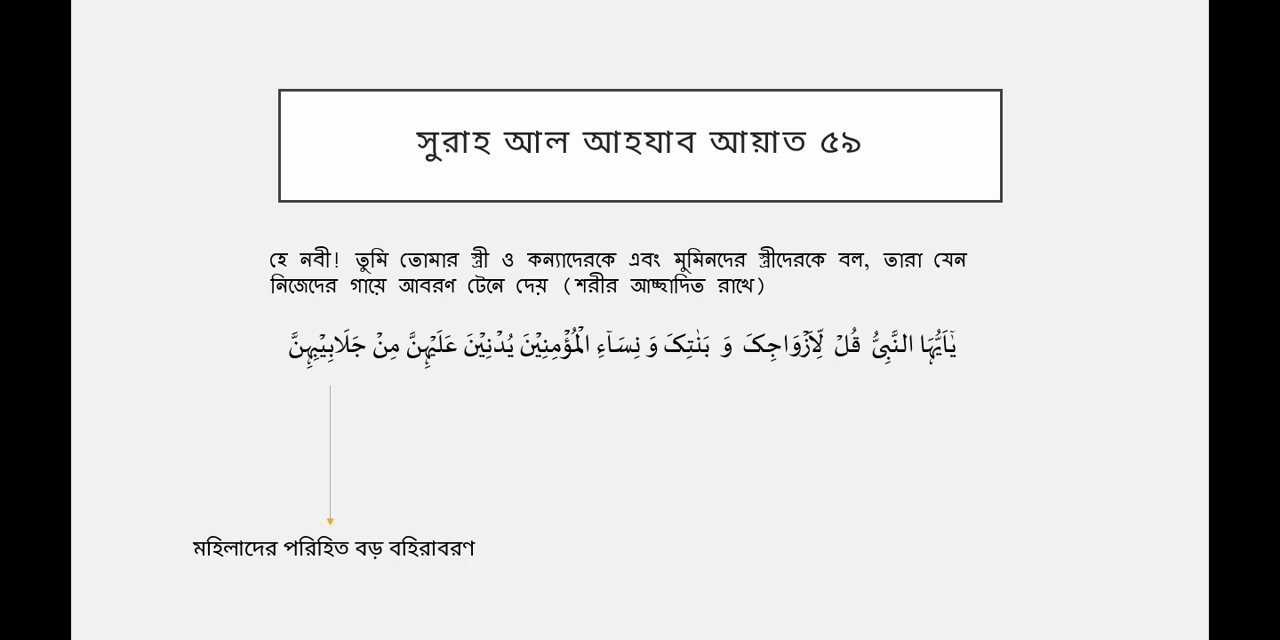 সুরাহ আল আহযাব আয়াত ৫৯
হে নবী! তুমি তোমার স্ত্রী ও কন্যাদেরকে এবং মুমিনদের স্ত্রীদেরকে বল, তারা যেন
নিজেদের গায়ে আবরণ টেনে দেয় (শরীর আচ্ছাদিত রাখে)
یٰۤاَیُّہَا النَّبِیُّ قُلۡ لِّاَزۡوَاجِکَ وَ بَنٰتِکَ وَ نِسَآءِ الۡمُؤۡمِنِیۡنَ یُدۡنِیۡنَ عَلَیۡہِنَّ مِنۡ جَلَابِیۡبِہِنَّ
মহিলাদের পরিহিত বড় বহিরাবরণ